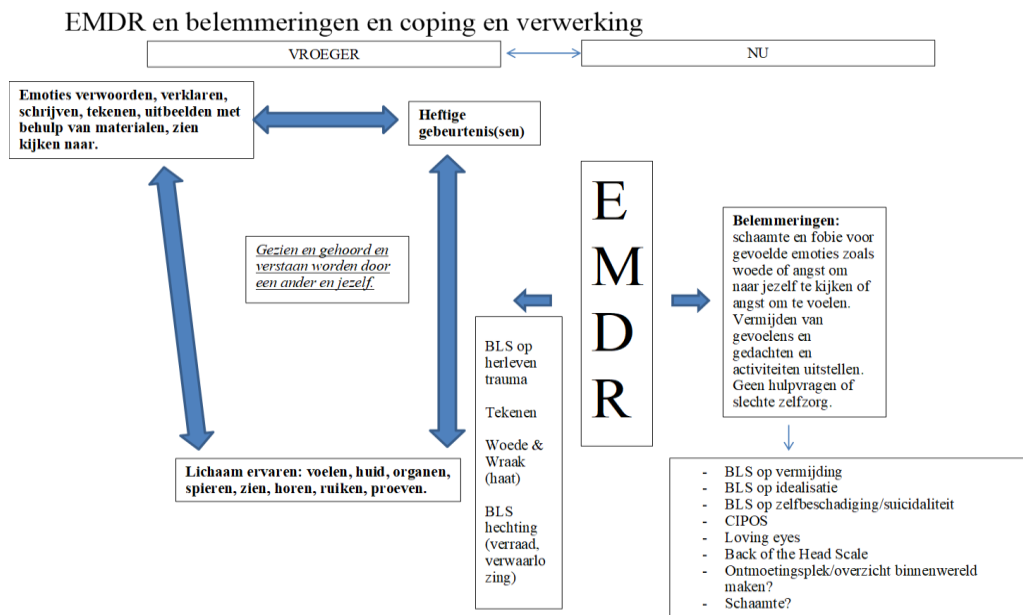 EMDR en belemmeringen en coping en verwerking
VROEGER
NU
Emoties verwoorden, verklaren,
schrijven, tekenen, uitbeelden met
behulp van materialen, zien
kijken naar.
Heftige
gebeurtenis(sen)
Gezien en gehoord en
verstaan worden door
een ander en jezelf.
Lichaam ervaren: voelen, huid, organen,
spieren, zien, horen, ruiken, proeven.
BLS op
herleven
trauma
Tekenen
Woede &
Wraak
(haat)
BLS
hechting
(verraad,
verwaarlo
zing)
E
M
D
R
Belemmeringen:
schaamte en fobie voor
gevoelde emoties zoals
woede of angst om
naar jezelf te kijken of
angst om te voelen.
Vermijden van
gevoelens en
gedachten en
activiteiten uitstellen.
Geen hulpvragen of
slechte zelfzorg.
- BLS op vermijding
- BLS op idealisatie
- BLS op zelfbeschadiging/suicidaliteit
- CIPOS
- Loving eyes
- Back of the Head Scale
- Ontmoetingsplek/overzicht binnenwereld
maken?
- Schaamte?